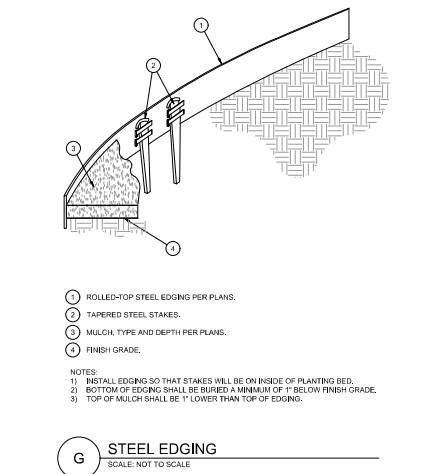 1
2
3
4
1 ROLLED-TOP STEEL EDGING PER PLANS.
2 TAPERED STEEL STAKES.
3 MULCH, TYPE AND DEPTH PER PLANS.
4 FINISH GRADE.
NOTES:
1) INSTALL EDGING SO THAT STAKES WILL BE ON INSIDE OF PLANTING BED.
2) BOTTOM OF EDGING SHALL BE BURIED A MINIMUM OF 1" BELOW FINISH GRADE.
3) TOP OF MULCH SHALL BE 1" LOWER THAN TOP OF EDGING.
G STEEL EDGING
SCALE: NOT TO SCALE